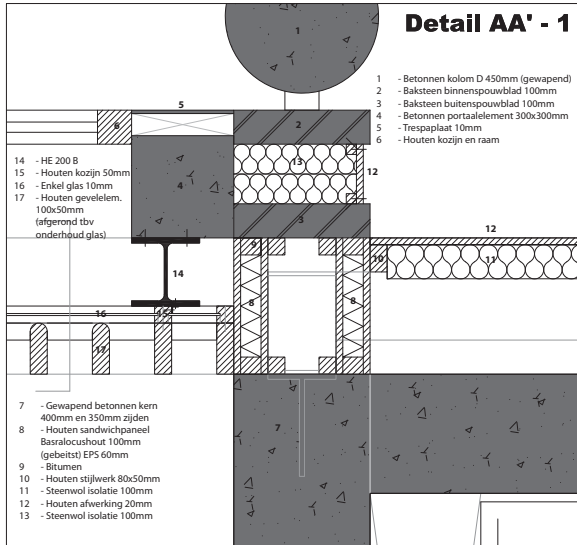 Detail AA' - 1
1 - Betonnen kolom D 450mm (gewapend)
2 - Baksteen binnenspouwblad 100mm
3 - Baksteen buitenspouwblad 100mm
4 - Betonnen portaalelement 300x300mm
5 - Trespaplaat 10mm
6 - Houten kozijn en raam
1
5
6
2
13
12
4
3
14 - HE 200 B
15 - Houten kozijn 50mm
16 - Enkel glas 10mm
17 - Houten gevelelem.
100x50mm
(afgerond tbv
onderhoud glas)
12
9
10
11
14
8
8
16
15
17
7
7 - Gewapend betonnen kern
400mm en 350mm zijden
8 - Houten sandwichpaneel
Basralocushout 100mm
(gebeitst) EPS 60mm
9 - Bitumen
10 - Houten stijlwerk 80x50mm
11 - Steenwol isolatie 100mm
12 - Houten afwerking 20mm
13 - Steenwol isolatie 100mm